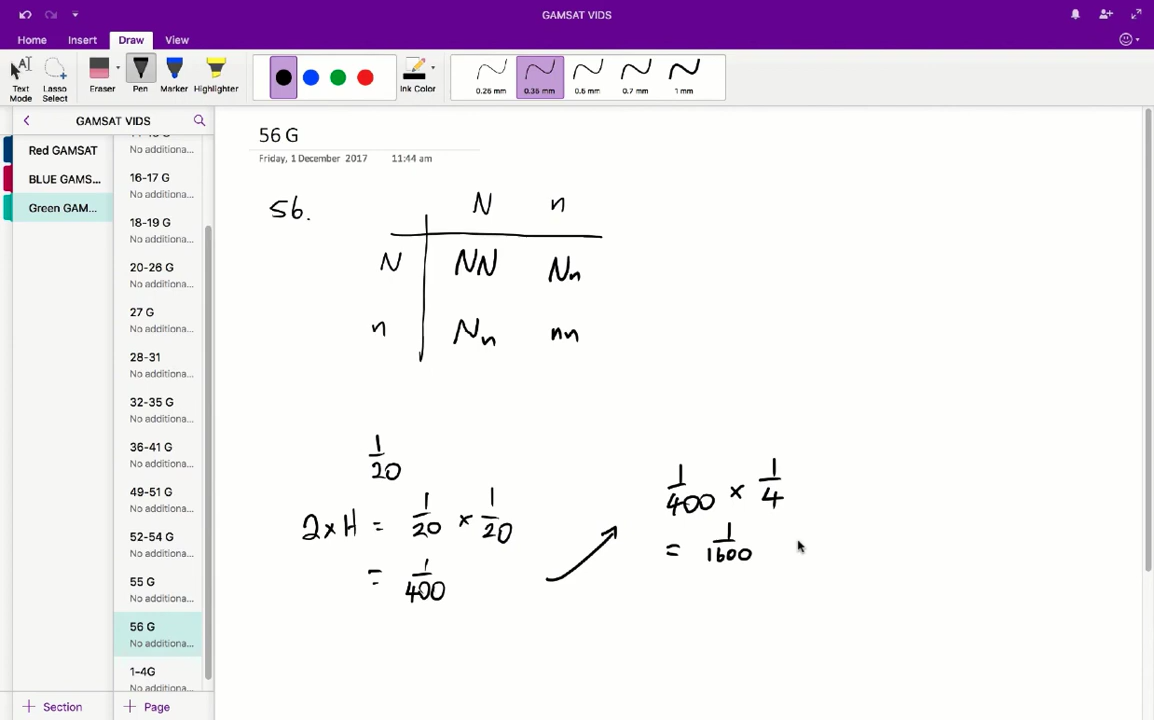 GAMSAT VIDS
Home Insert Draw View
Text Mode
Lasso Select
Eraser
Pen
Marker
Highlighter
Ink Color
0.25 mm
0.35 mm
0.5 mm
0.7 mm
1 mm
GAMSAT VIDS
Red GAMSAT
BLUE GAMS...
Green GAM...
No additiona...
16-17 G
No additiona...
18-19 G
No additiona...
20-26 G
No additiona...
27 G
No additiona...
28-31
No additiona...
32-35 G
No additiona...
36-41 G
No additiona...
49-51 G
No additiona...
52-54 G
No additiona...
55 G
No additiona...
56 G
No additiona...
1-4G
No additiona...
+ Section
+ Page
56 G
Friday, 1 December 2017 11:44 am
56.
N n
N NN Nn
n Nn nn
1/20
2xH = 1/20 x 1/20
= 1/400
1/400 x 1/4
= 1/1600